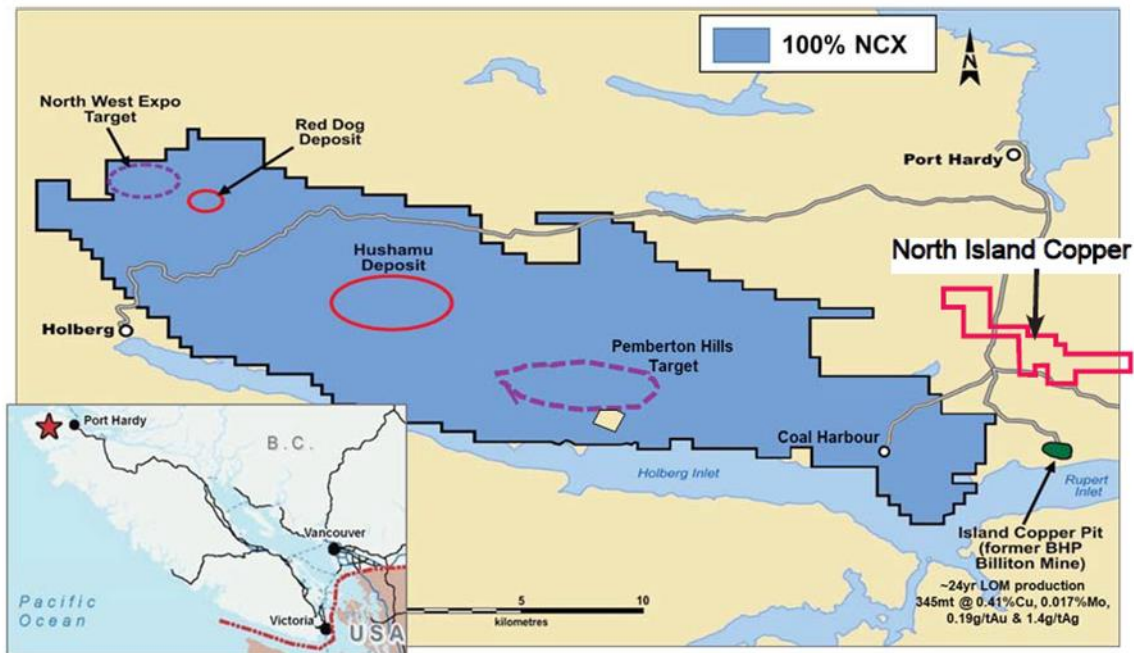 100% NCX
N
North West Expo
Target
Red Dog
Deposit
Port Hardy
North Island Copper
Hushamu
Deposit
Holberg
Pemberton Hills
Target
Coal Harbour
Holberg Inlet
Rupert
Inlet
Island Copper Pit
(former BHP
Billiton Mine)
~24yr LOM production
345mt @ 0.41%Cu, 0.017%Mo,
0.19g/tAu & 1.4g/tAg
5
10
kilometres
Port Hardy
B.C.
Vancouver
Pacific
Ocean
Victoria
USA